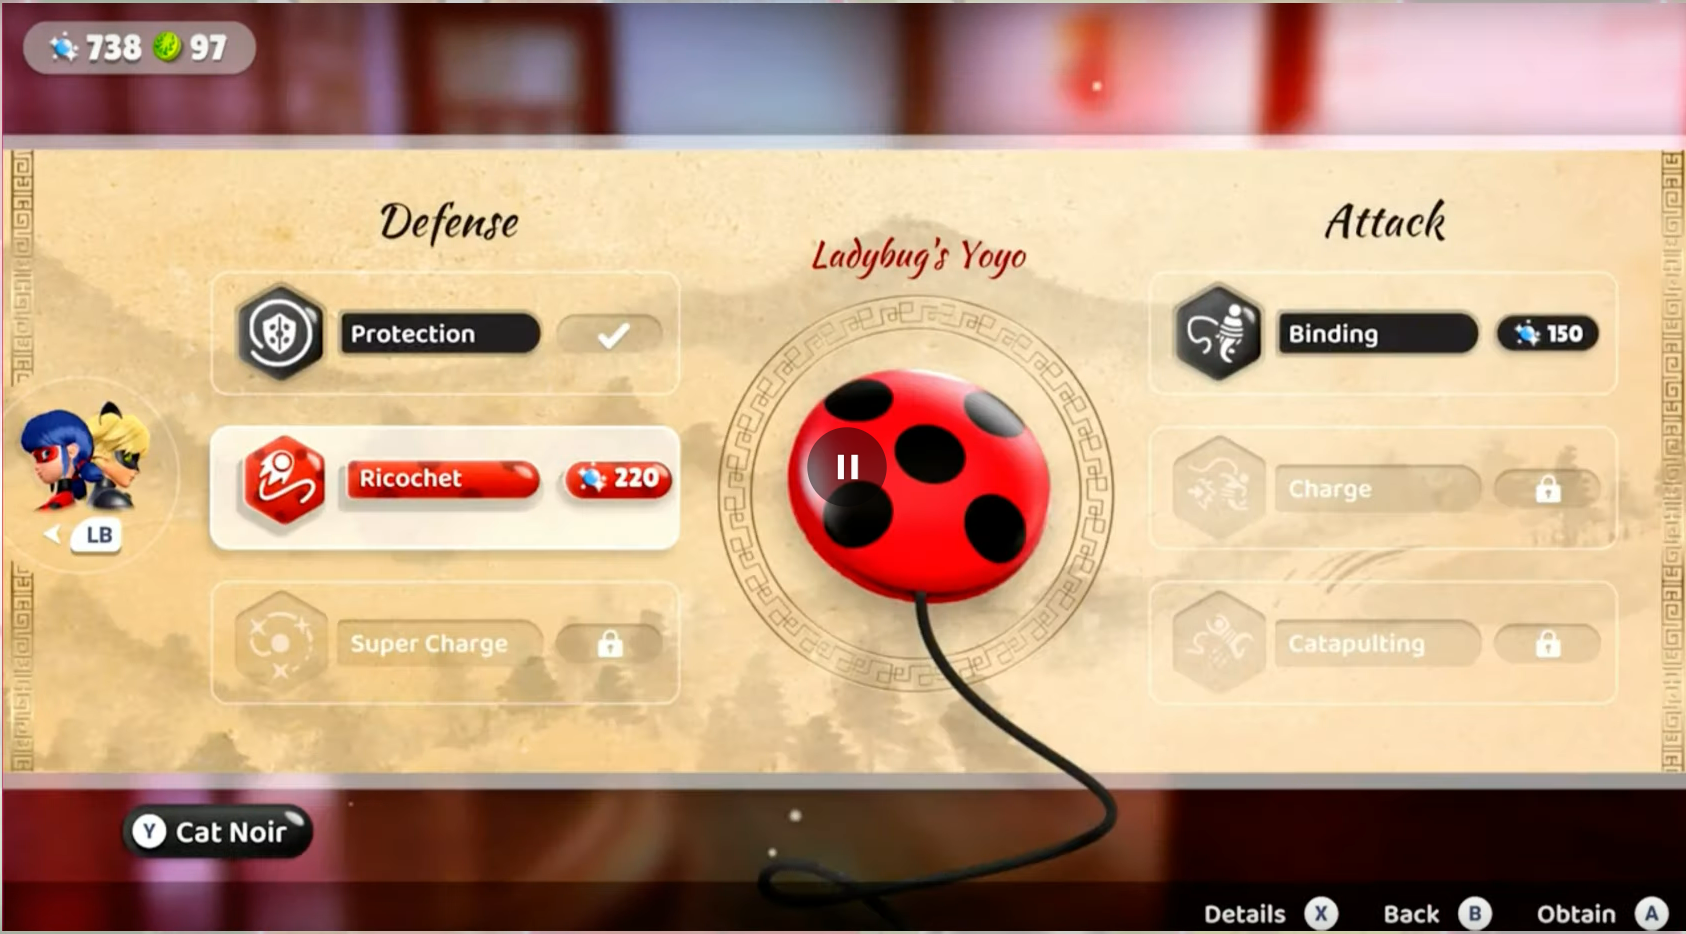 738 97
Defense
Ladybug's Yoyo
Attack
Protection
Binding 150
Ricochet 220
Charge
LB
Super Charge
Catapulting
Y Cat Noir
Details X Back B Obtain A